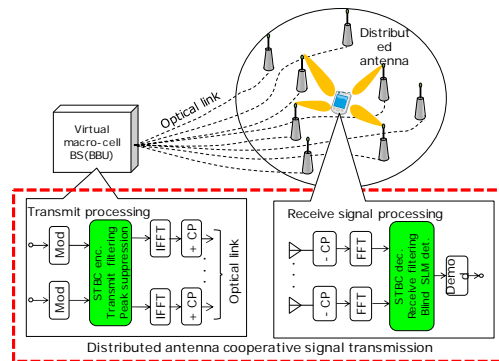 Distribut
ed
antenna
Optical link
Virtual
macro-cell
BS(BBU)
Transmit processing
Mod
Mod
STBC enc.
Transmit filtering
Peak suppression
IFFT
+ CP
IFFT
+ CP
Optical link
Receive signal processing
- CP
FFT
- CP
FFT
STBC dec.
Receive filtering
Blind SLM det.
Demo
d
Distributed antenna cooperative signal transmission